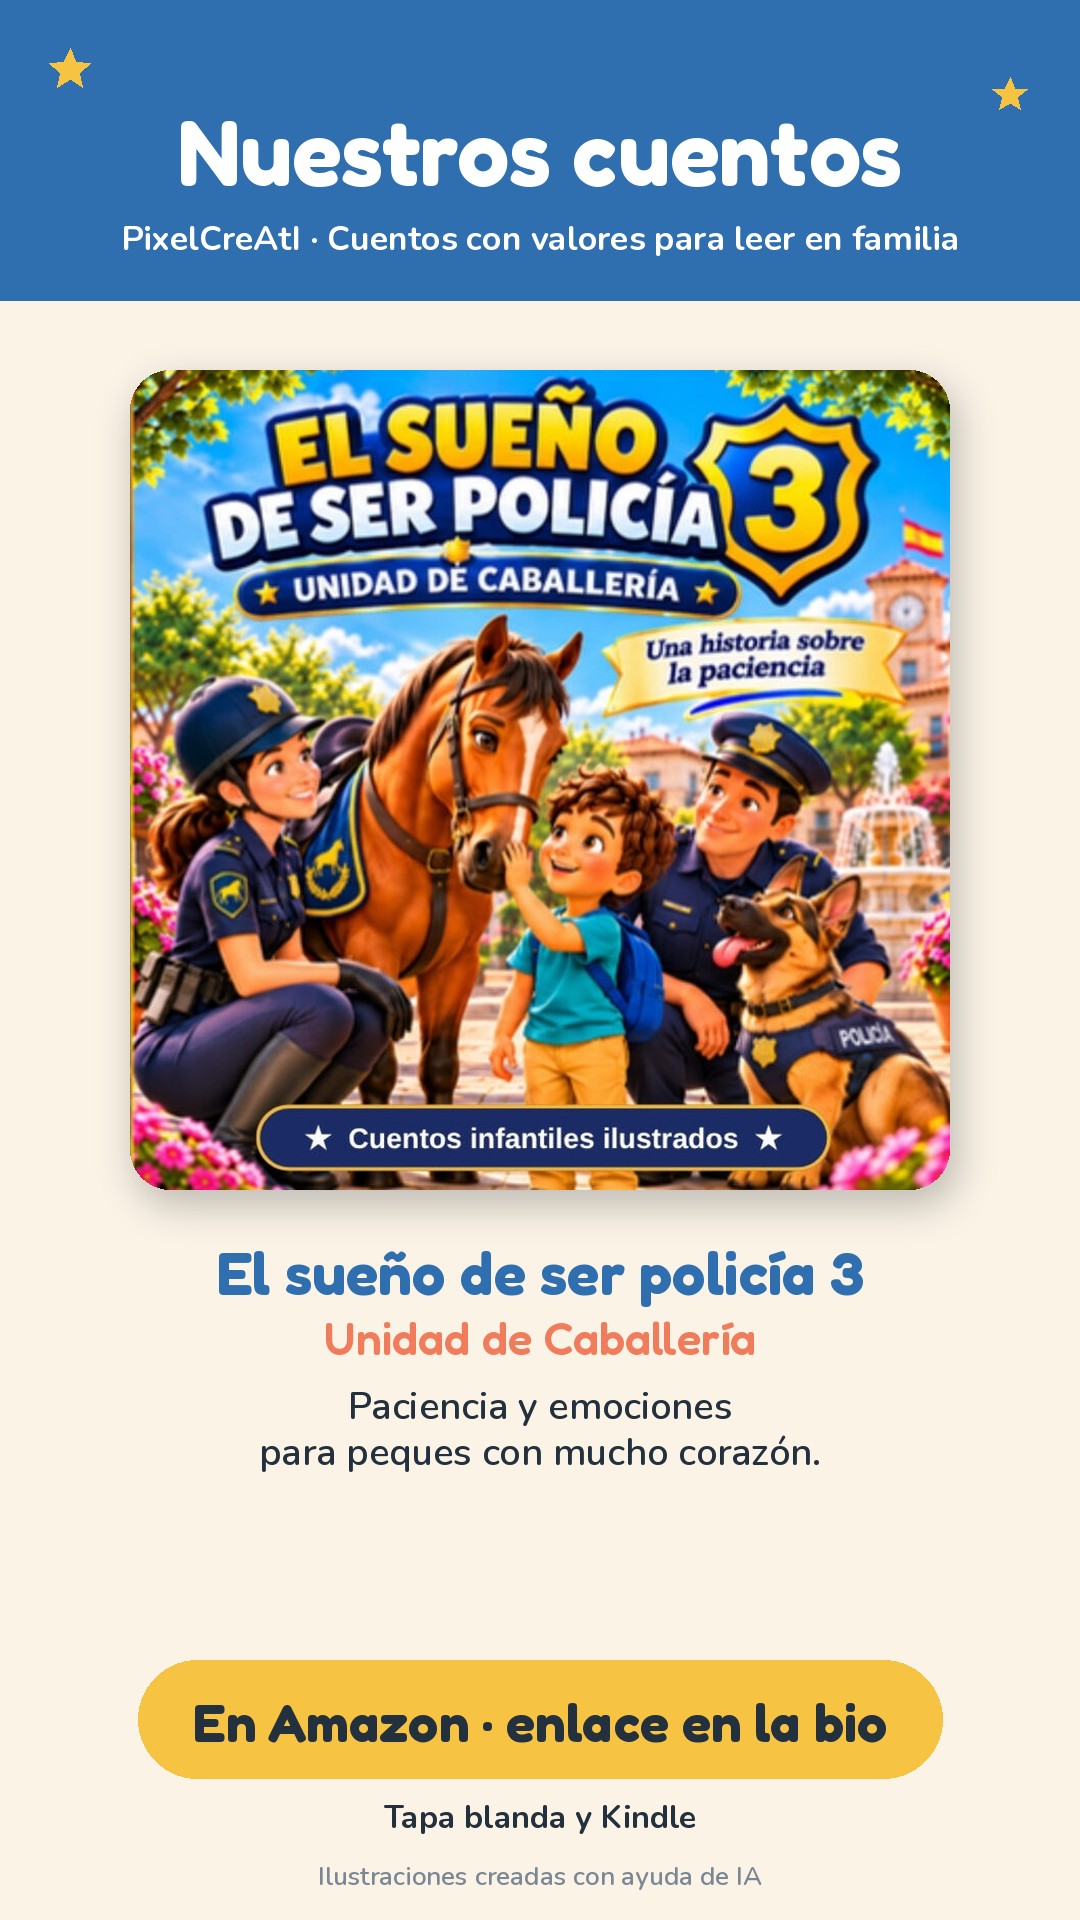 Nuestros cuentos
PixelCreAtI · Cuentos con valores para leer en familia
EL SUEÑO
DE SER POLICÍA
3
★ UNIDAD DE CABALLERÍA ★
Una historia sobre
la paciencia
POLICÍA
★ Cuentos infantiles ilustrados ★
El sueño de ser policía 3
Unidad de Caballería
Paciencia y emociones
para peques con mucho corazón.
En Amazon · enlace en la bio
Tapa blanda y Kindle
Ilustraciones creadas con ayuda de IA